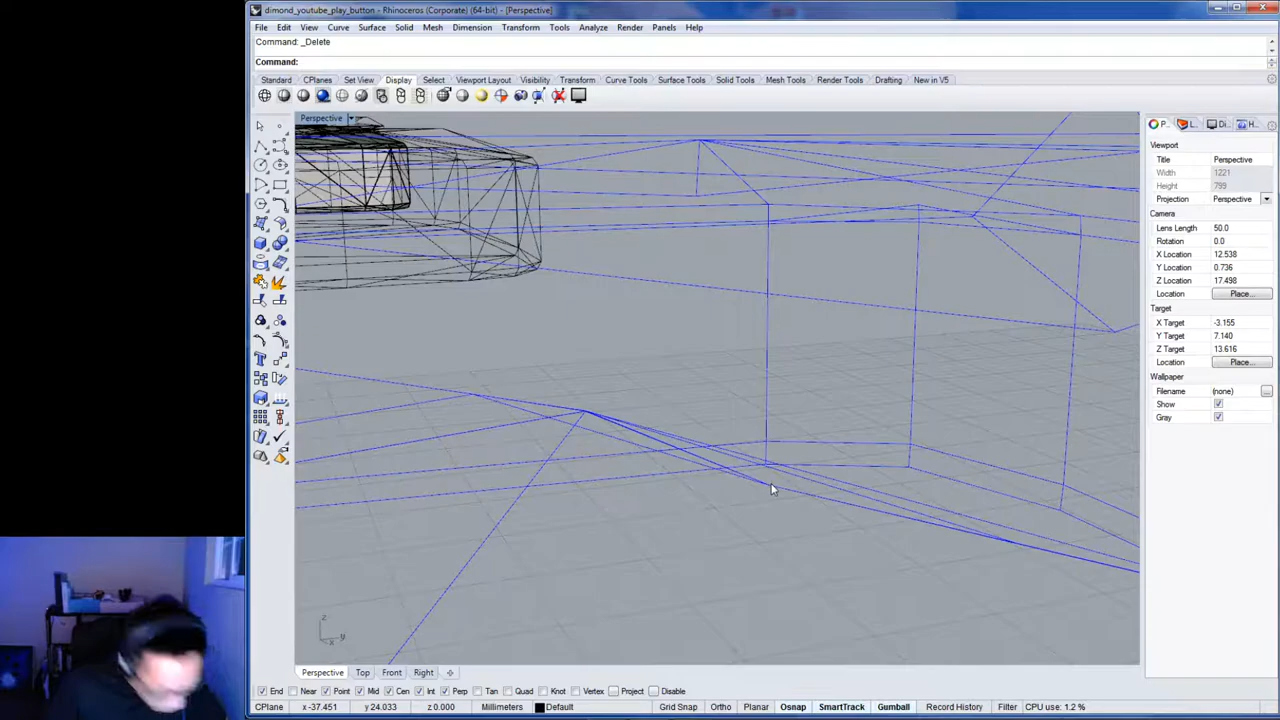 dimond_youtube_play_button - Rhinoceros (Corporate) (64-bit) - [Perspective]
File Edit View Curve Surface Solid Mesh Dimension Transform Tools Analyze Render Panels Help
Command: _Delete
Command:
Standard CPlanes Set View Display Select Viewport Layout Visibility Transform Curve Tools Surface Tools Solid Tools Mesh Tools Render Tools Drafting New in V5
Perspective
P... L... Di... H...
Viewport
Title Perspective
Width 1221
Height 799
Projection Perspective
Camera
Lens Length 50.0
Rotation 0.0
X Location 12.538
Y Location 0.736
Z Location 17.498
Location Place...
Target
X Target -3.155
Y Target 7.140
Z Target 13.616
Location Place...
Wallpaper
Filename (none) ...
Show
Gray
z
x y
Perspective Top Front Right
End Near Point Mid Cen Int Perp Tan Quad Knot Vertex Project Disable
CPlane x -37.451 y 24.033 z 0.000 Millimeters Default Grid Snap Ortho Planar Osnap SmartTrack Gumball Record History Filter CPU use: 1.2 %